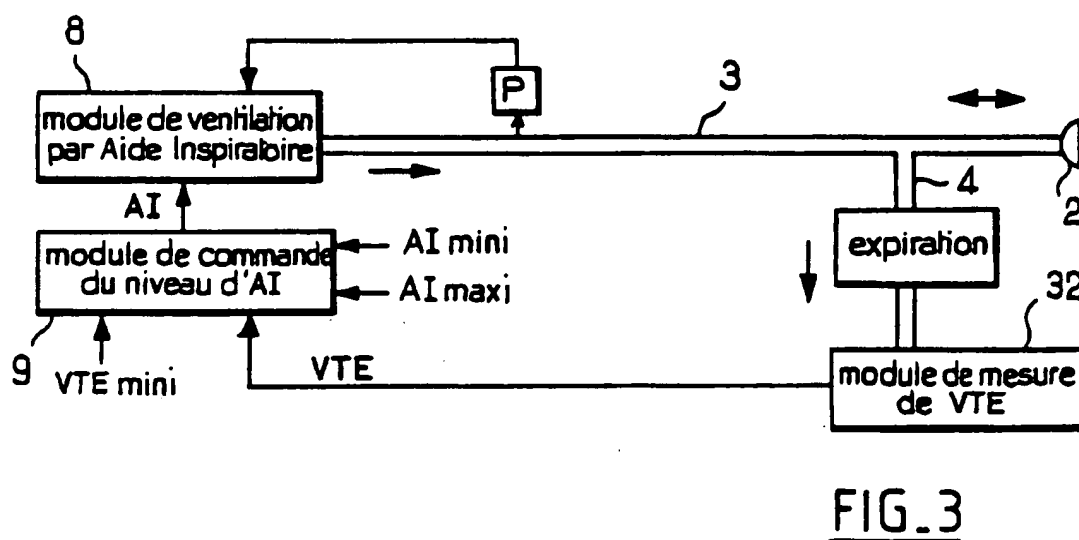 8
P
3
module de ventilation
par Aide Inspiratoire
2
4
AI
expiration
module de commande
du niveau d'AI
AI mini
AI maxi
32
9
VTE mini
VTE
module de mesure
de VTE
FIG_3